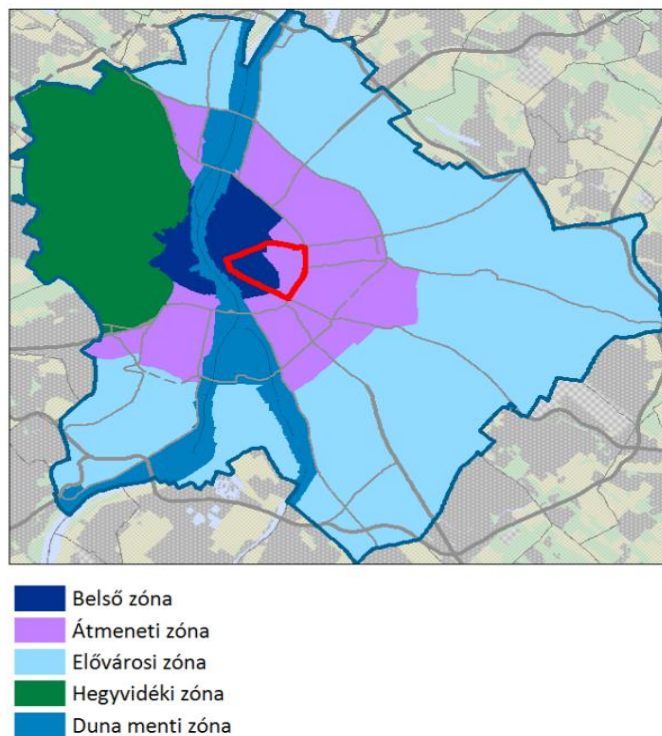 Belső zóna
Átmeneti zóna
Elővárosi zóna
Hegyvidéki zóna
Duna menti zóna